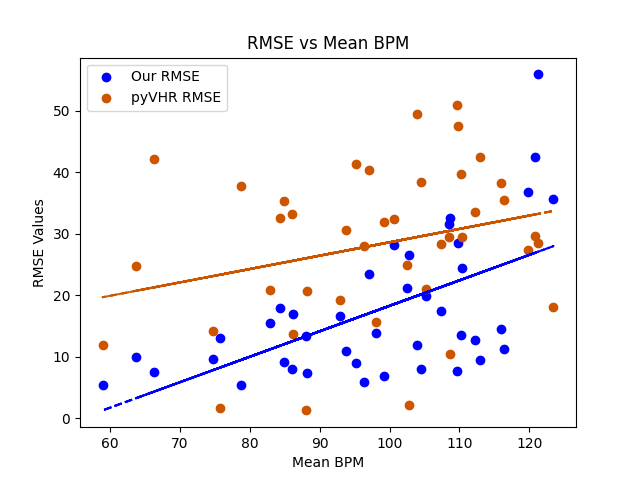 RMSE vs Mean BPM
Our RMSE
pyVHR RMSE
50
40
30
20
10
0
RMSE Values
60 70 80 90 100 110 120
Mean BPM